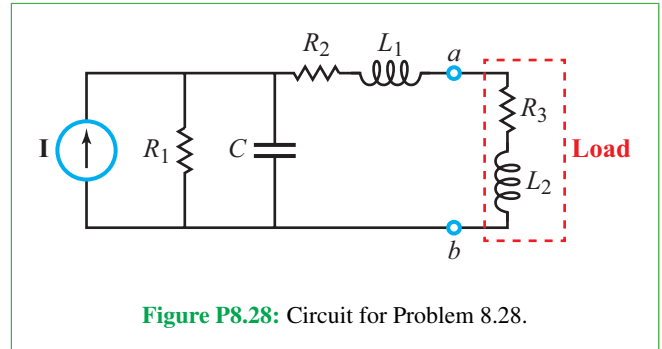 R2 L1
a
I R1 C R3 Load
L2
b
Figure P8.28: Circuit for Problem 8.28.